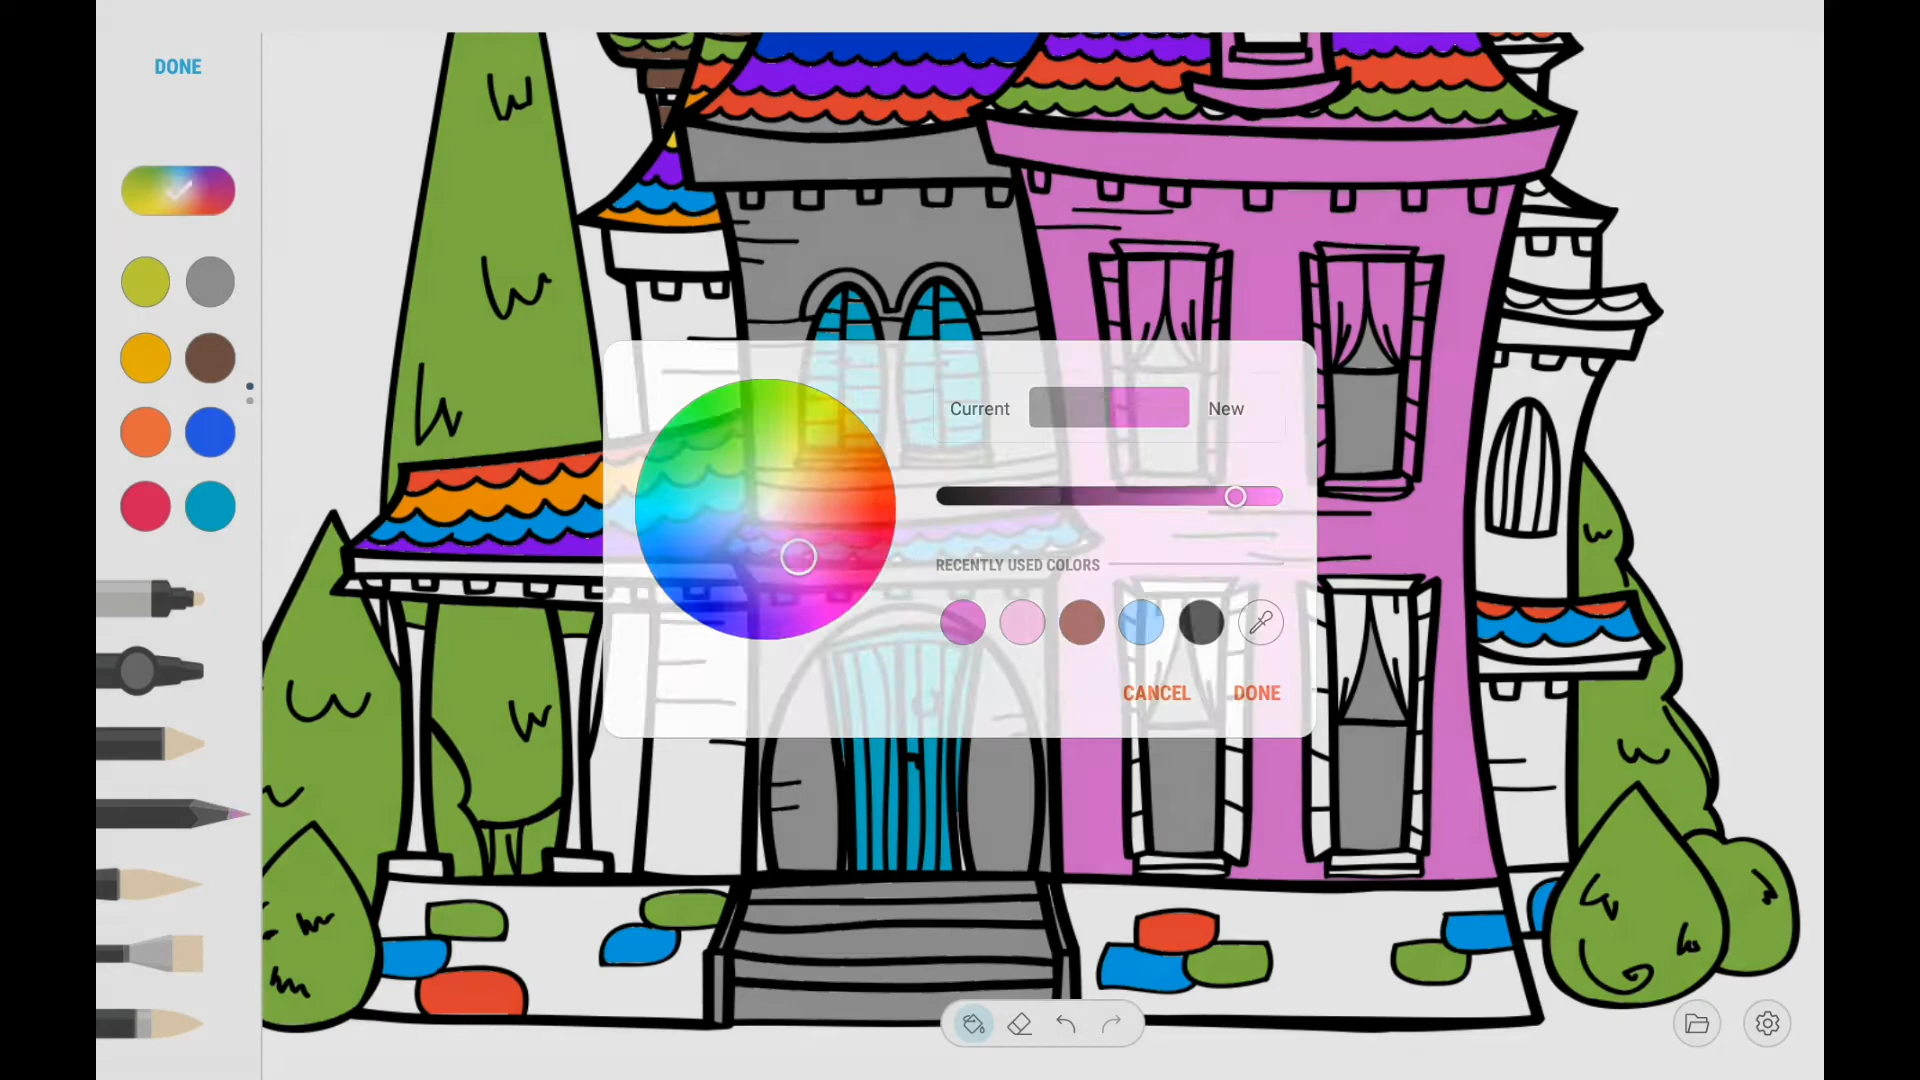 DONE
Current
New
RECENTLY USED COLORS
CANCEL
DONE